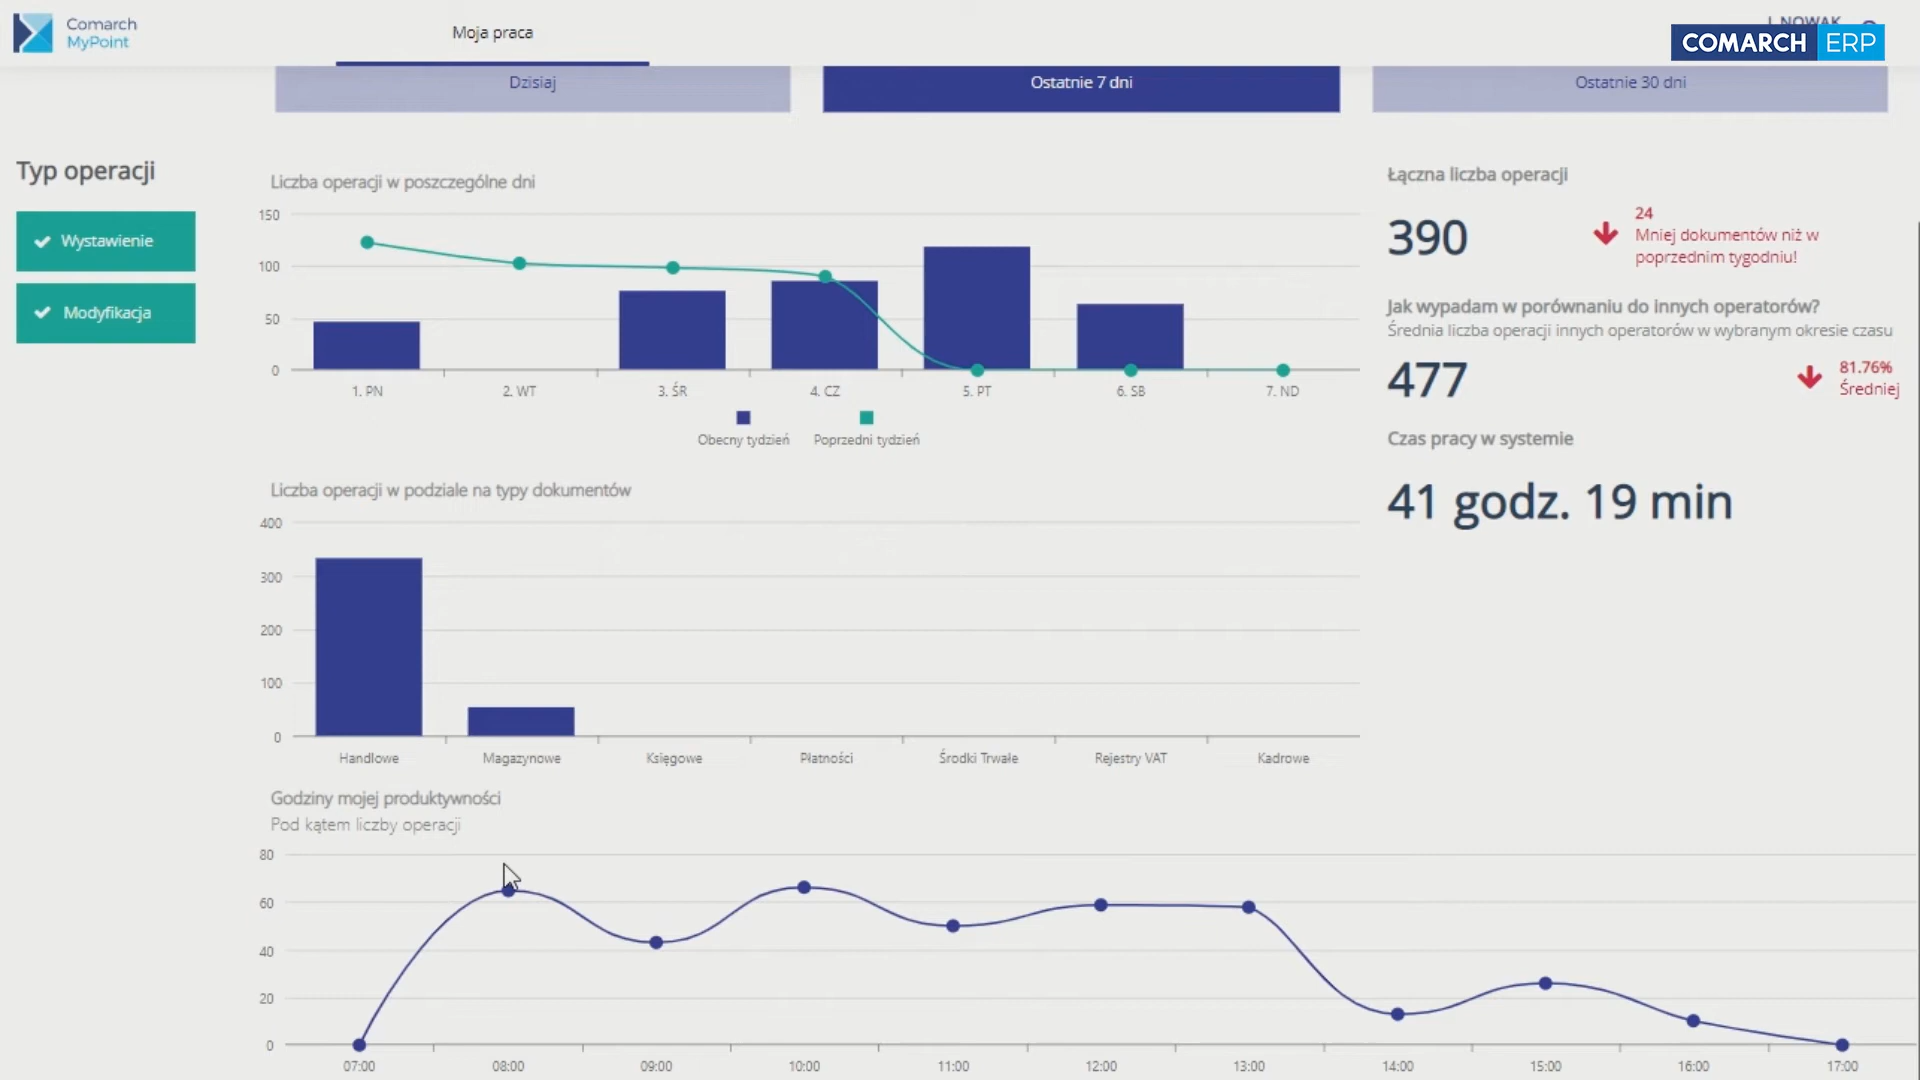 Comarch
MyPoint
Moja praca
J. NOWAK
COMARCH ERP
Dzisiaj
Ostatnie 7 dni
Ostatnie 30 dni
Typ operacji
Wystawienie
Modyfikacja
Liczba operacji w poszczególne dni
150
100
50
0
1. PN
2. WT
3. ŚR
4. CZ
5. PT
6. SB
7. ND
Obecny tydzień
Poprzedni tydzień
Łączna liczba operacji
390
24
Mniej dokumentów niż w
poprzednim tygodniu!
Jak wypadam w porównaniu do innych operatorów?
Średnia liczba operacji innych operatorów w wybranym okresie czasu
477
81.76%
Średniej
Czas pracy w systemie
41 godz. 19 min
Liczba operacji w podziale na typy dokumentów
400
300
200
100
0
Handlowe
Magazynowe
Księgowe
Płatności
Środki Trwałe
Rejestry VAT
Kadrowe
Godziny mojej produktywności
Pod kątem liczby operacji
80
60
40
20
0
07:00
08:00
09:00
10:00
11:00
12:00
13:00
14:00
15:00
16:00
17:00